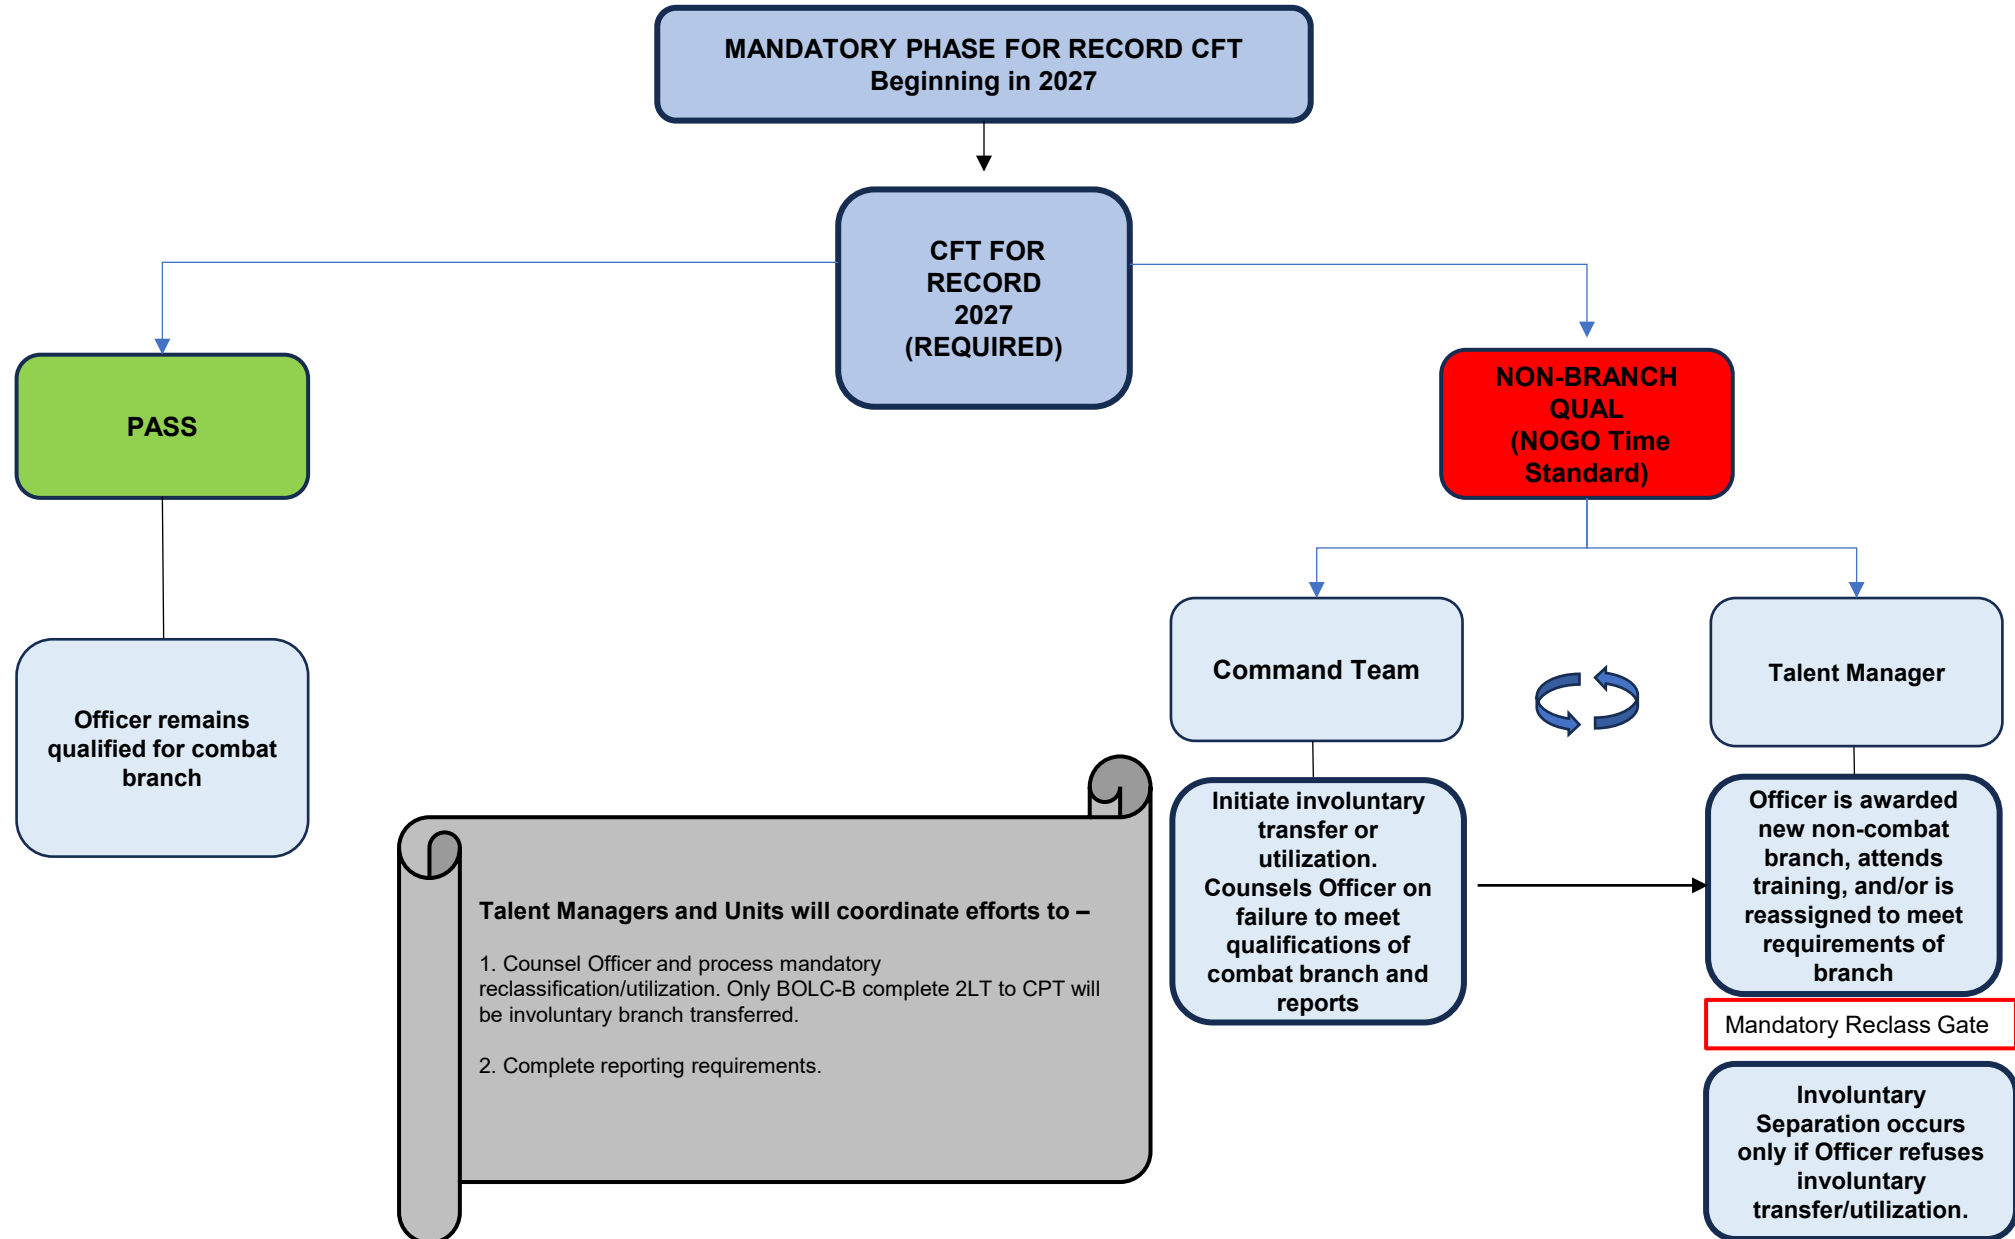 MANDATORY PHASE FOR RECORD CFT
Beginning in 2027
CFT FOR
RECORD
2027
(REQUIRED)
PASS
NON-BRANCH
QUAL
(NOGO Time
Standard)
Officer remains
qualified for combat
branch
Command Team
Talent Manager
Initiate involuntary
transfer or
utilization.
Counsels Officer on
failure to meet
qualifications of
combat branch and
reports
Officer is awarded
new non-combat
branch, attends
training, and/or is
reassigned to meet
requirements of
branch
Mandatory Reclass Gate
Involuntary
Separation occurs
only if Officer refuses
involuntary
transfer/utilization.
Talent Managers and Units will coordinate efforts to –
1. Counsel Officer and process mandatory
reclassification/utilization. Only BOLC-B complete 2LT to CPT will
be involuntary branch transferred.
2. Complete reporting requirements.